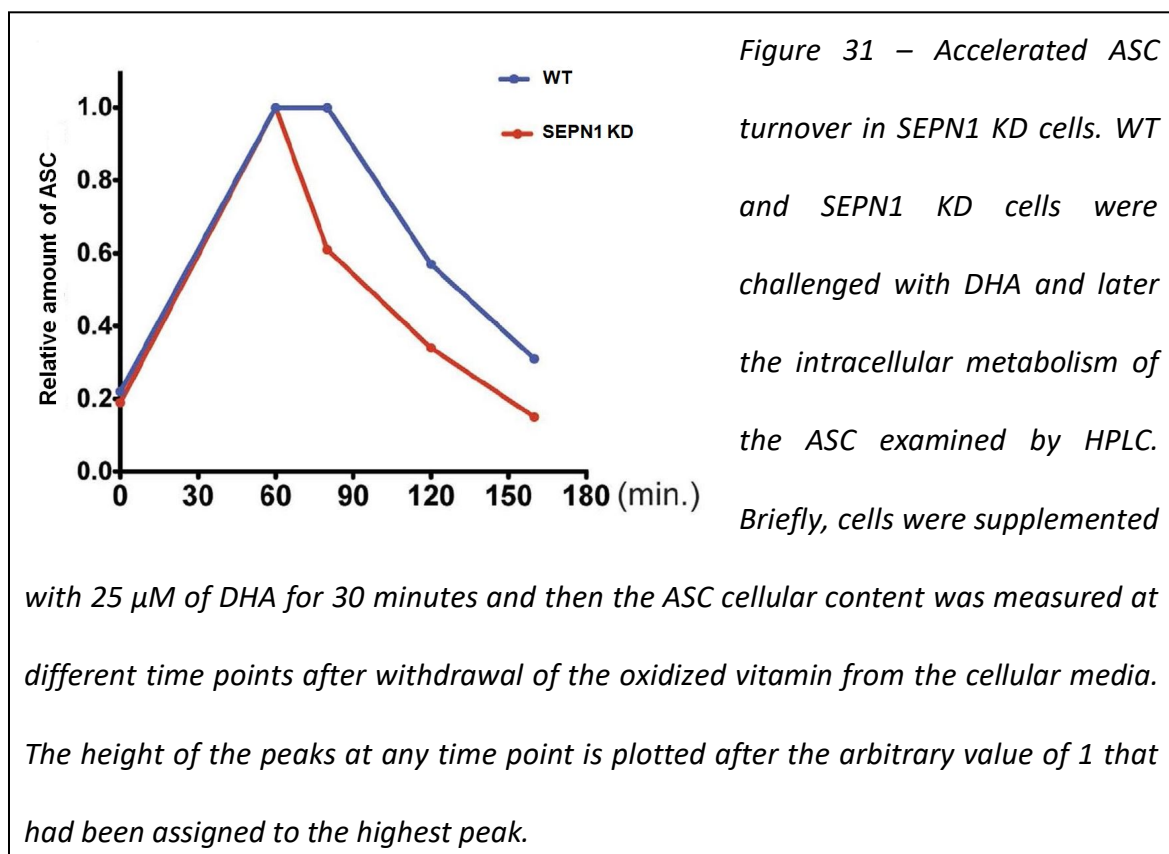 WT
SEPN1 KD
1.0
0.8
0.6
0.4
0.2
0.0
Relative amount of ASC
0 30 60 90 120 150 180 (min.)
Figure 31 – Accelerated ASC
turnover in SEPN1 KD cells. WT
and SEPN1 KD cells were
challenged with DHA and later
the intracellular metabolism of
the ASC examined by HPLC.
Briefly, cells were supplemented
with 25 μM of DHA for 30 minutes and then the ASC cellular content was measured at
different time points after withdrawal of the oxidized vitamin from the cellular media.
The height of the peaks at any time point is plotted after the arbitrary value of 1 that
had been assigned to the highest peak.